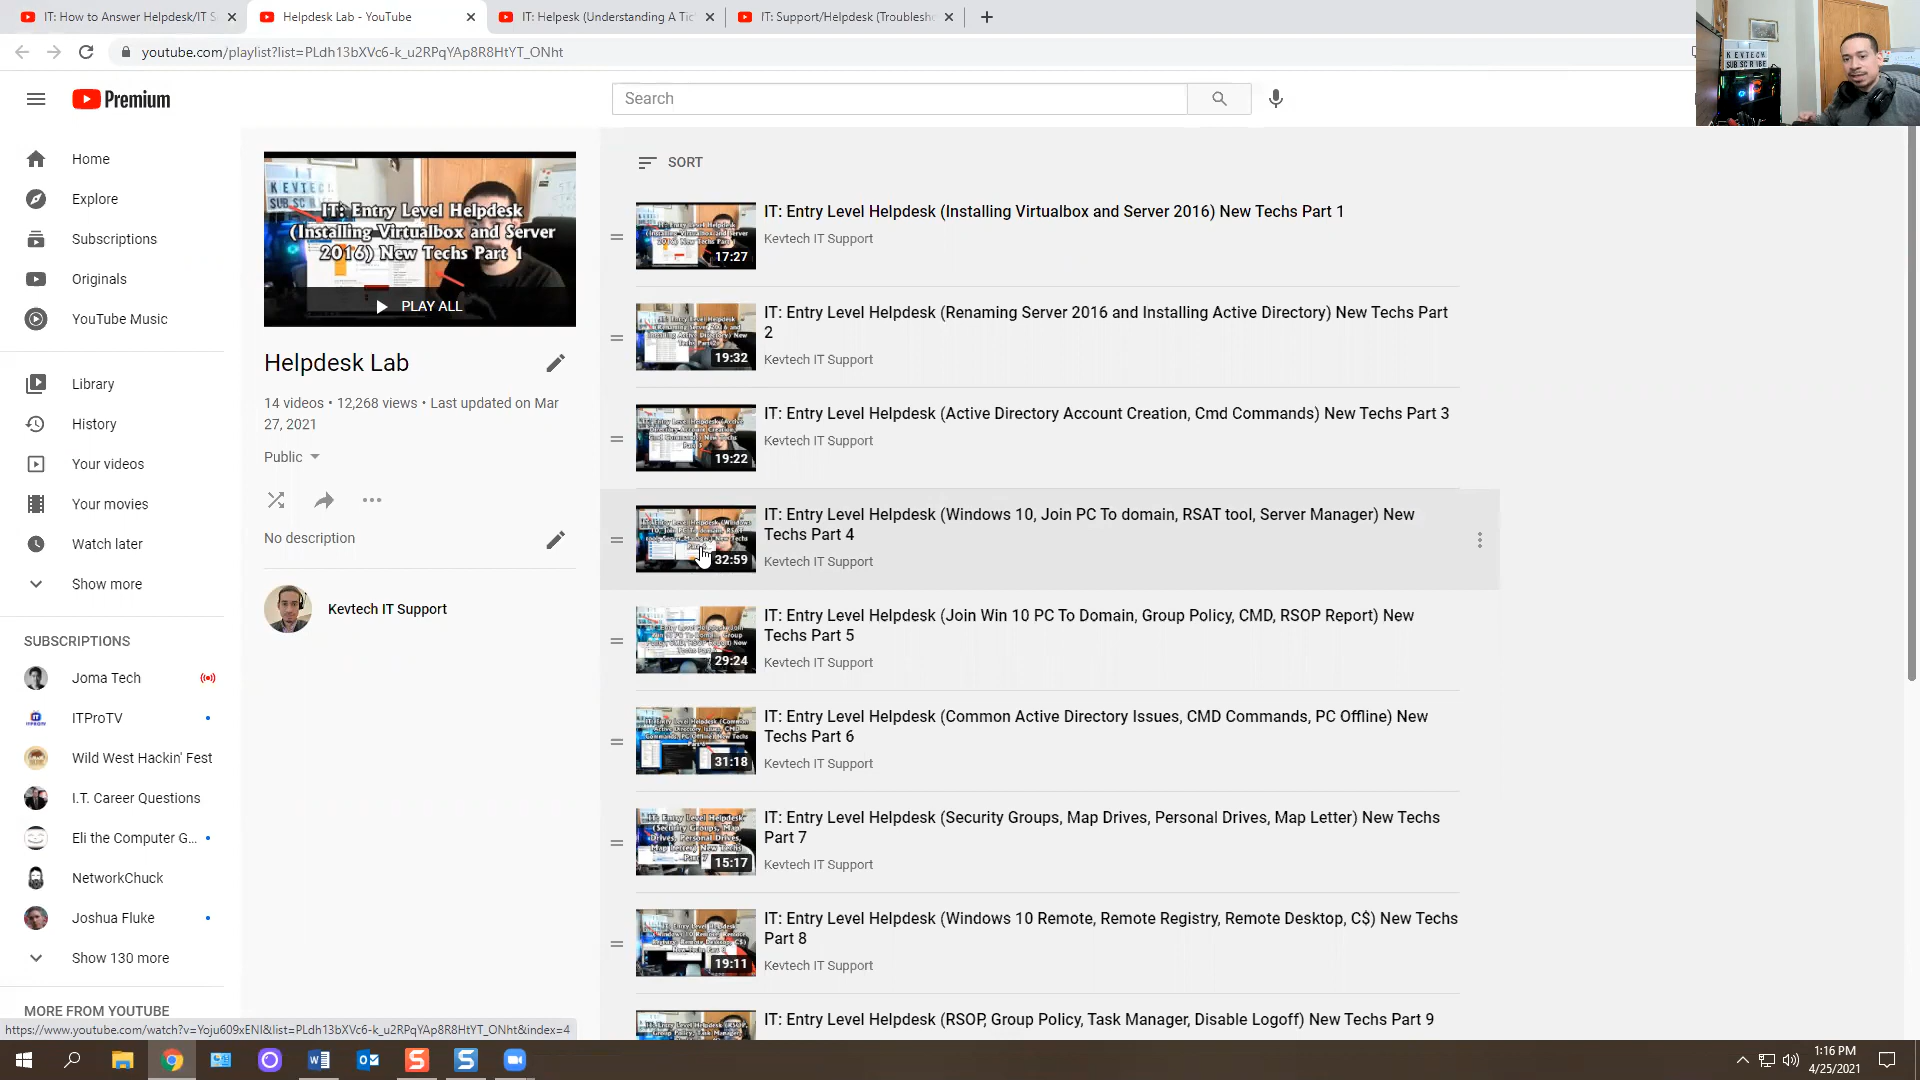 IT: How to Answer Helpdesk/IT S
Helpdesk Lab - YouTube
IT: Helpesk (Understanding A Tic
IT: Support/Helpdesk (Troublesh
youtube.com/playlist?list=PLdh13bXVc6-k_u2RPqYAp8R8HtYT_ONht
Premium
Search
IT
KEVTECH
SUBSCRIBE
Home
Explore
Subscriptions
Originals
YouTube Music
Library
History
Your videos
Your movies
Watch later
Show more
SUBSCRIPTIONS
Joma Tech
ITProTV
Wild West Hackin' Fest
I.T. Career Questions
Eli the Computer G...
NetworkChuck
Joshua Fluke
Show 130 more
MORE FROM YOUTUBE
IT: Entry Level Helpdesk
(Installing Virtualbox and Server
2016) New Techs Part 1
PLAY ALL
Helpdesk Lab
14 videos • 12,268 views • Last updated on Mar
27, 2021
Public
No description
Kevtech IT Support
SORT
17:27
IT: Entry Level Helpdesk (Installing Virtualbox and Server 2016) New Techs Part 1
Kevtech IT Support
19:32
IT: Entry Level Helpdesk (Renaming Server 2016 and Installing Active Directory) New Techs Part
2
Kevtech IT Support
19:22
IT: Entry Level Helpdesk (Active Directory Account Creation, Cmd Commands) New Techs Part 3
Kevtech IT Support
32:59
IT: Entry Level Helpdesk (Windows 10, Join PC To domain, RSAT tool, Server Manager) New
Techs Part 4
Kevtech IT Support
29:24
IT: Entry Level Helpdesk (Join Win 10 PC To Domain, Group Policy, CMD, RSOP Report) New
Techs Part 5
Kevtech IT Support
31:18
IT: Entry Level Helpdesk (Common Active Directory Issues, CMD Commands, PC Offline) New
Techs Part 6
Kevtech IT Support
15:17
IT: Entry Level Helpdesk (Security Groups, Map Drives, Personal Drives, Map Letter) New Techs
Part 7
Kevtech IT Support
19:11
IT: Entry Level Helpdesk (Windows 10 Remote, Remote Registry, Remote Desktop, C$) New Techs
Part 8
Kevtech IT Support
IT: Entry Level Helpdesk (RSOP, Group Policy, Task Manager, Disable Logoff) New Techs Part 9
https://www.youtube.com/watch?v=Yoju609xENI&list=PLdh13bXVc6-k_u2RPqYAp8R8HtYT_ONht&index=4
1:16 PM
4/25/2021